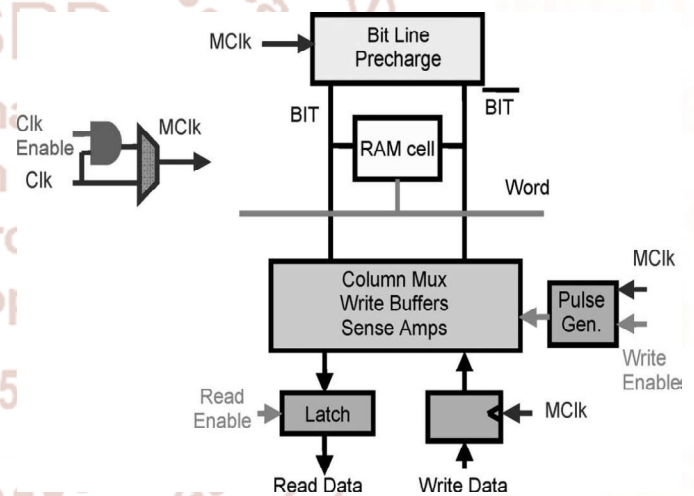 MClk
Bit Line
Precharge
BIT
BIT
Clk
Enable
MClk
Clk
RAM cell
Word
Column Mux
Write Buffers
Sense Amps
MClk
Pulse
Gen.
Write
Enable
Read
Enable
Latch
MClk
Read Data
Write Data